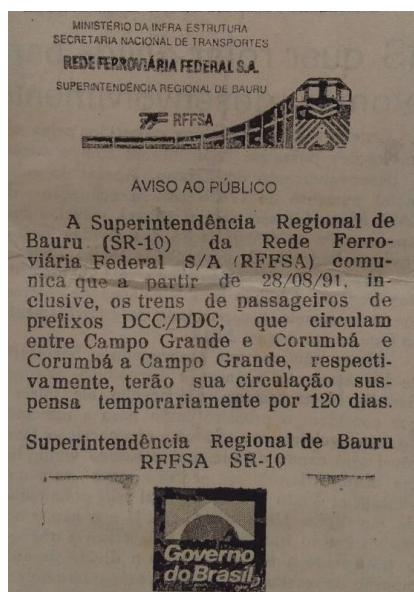 MINISTÉRIO DA INFRA ESTRUTURA
SECRETARIA NACIONAL DE TRANSPORTES
REDE FERROVIÁRIA FEDERAL S.A.
SUPERINTENDÊNCIA REGIONAL DE BAURU
RFFSA
AVISO AO PÚBLICO
A Superintendência Regional de
Bauru (SR-10) da Rede Ferro-
viária Federal S/A (RFFSA) comu-
nica que a partir de 28/08/91, in-
clusive, os trens de passageiros de
prefixos DCC/DDC, que circulam
entre Campo Grande e Corumbá e
Corumbá a Campo Grande, respecti-
vamente, terão sua circulação sus-
pensa temporariamente por 120 dias.
Superintendência Regional de Bauru
RFFSA SR-10
Governo
do Brasil